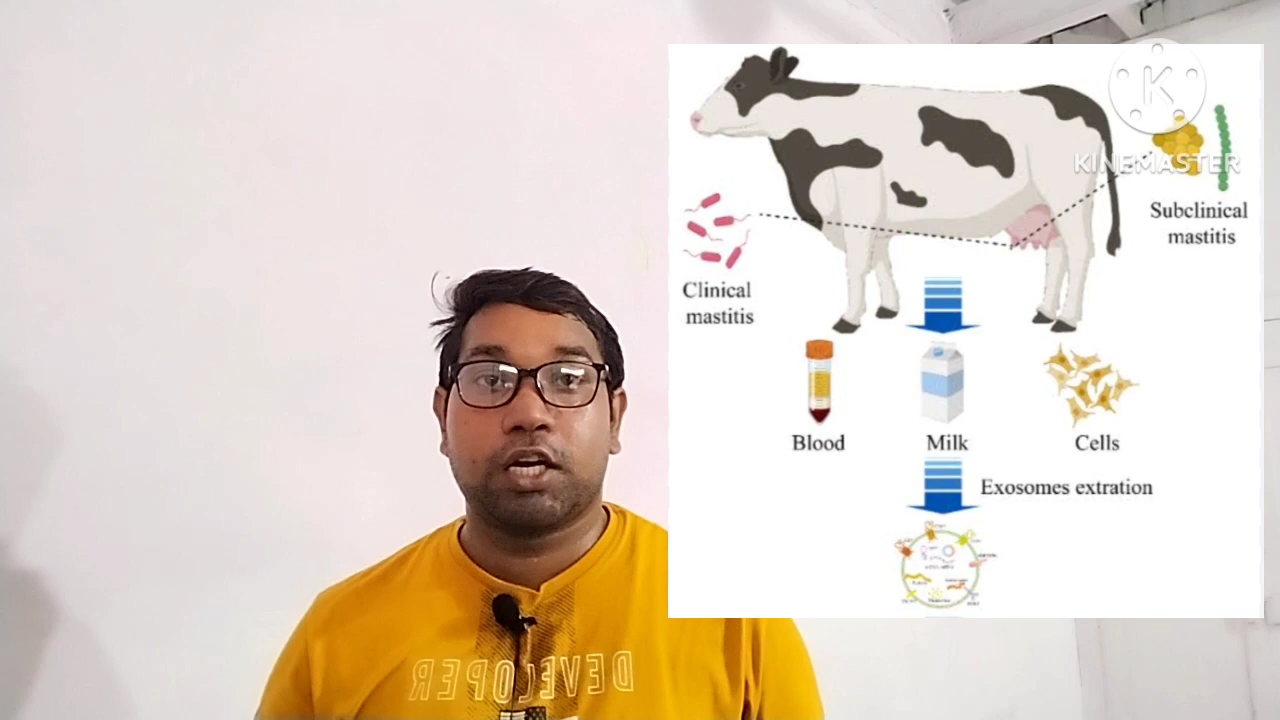 KINEMASTER
Subclinical
mastitis
Clinical
mastitis
Blood
Milk
Cells
Exosomes extration
DEVELOPER